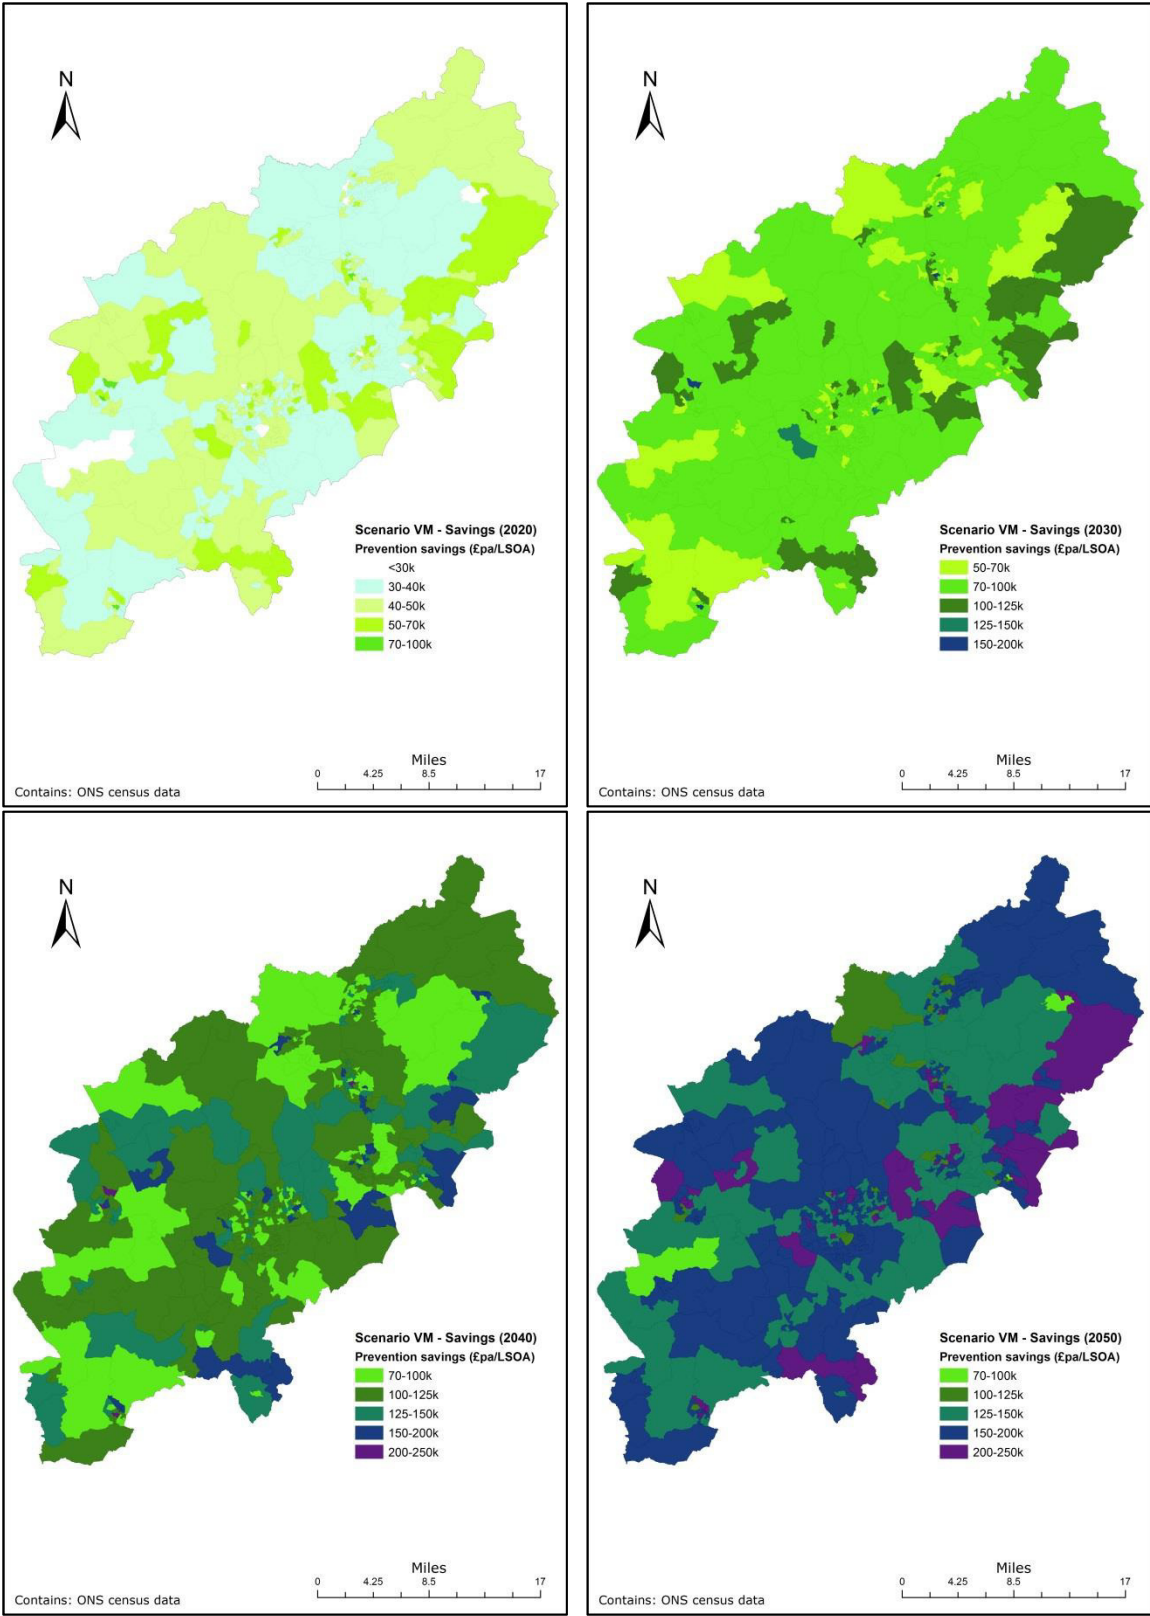 N
Scenario VM - Savings (2020)
Prevention savings (£pa/LSOA)
<30k
30-40k
40-50k
50-70k
70-100k
Miles
0 4.25 8.5 17
Contains: ONS census data
N
Scenario VM - Savings (2030)
Prevention savings (£pa/LSOA)
50-70k
70-100k
100-125k
125-150k
150-200k
Miles
0 4.25 8.5 17
Contains: ONS census data
N
Scenario VM - Savings (2040)
Prevention savings (£pa/LSOA)
70-100k
100-125k
125-150k
150-200k
200-250k
Miles
0 4.25 8.5 17
Contains: ONS census data
N
Scenario VM - Savings (2050)
Prevention savings (£pa/LSOA)
70-100k
100-125k
125-150k
150-200k
200-250k
Miles
0 4.25 8.5 17
Contains: ONS census data